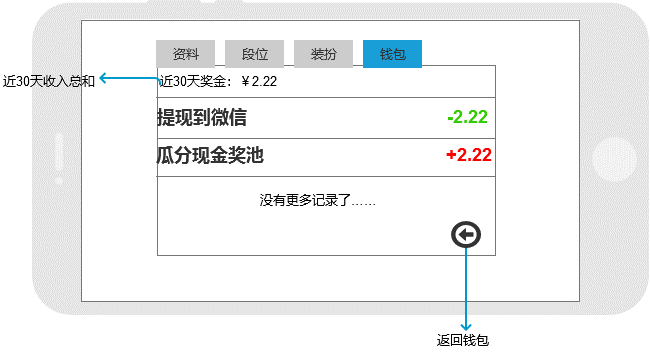 资料 段位 装扮 钱包
近30天收入总和 近30天奖金：￥2.22
提现到微信 -2.22
瓜分现金奖池 +2.22
没有更多记录了……
返回钱包